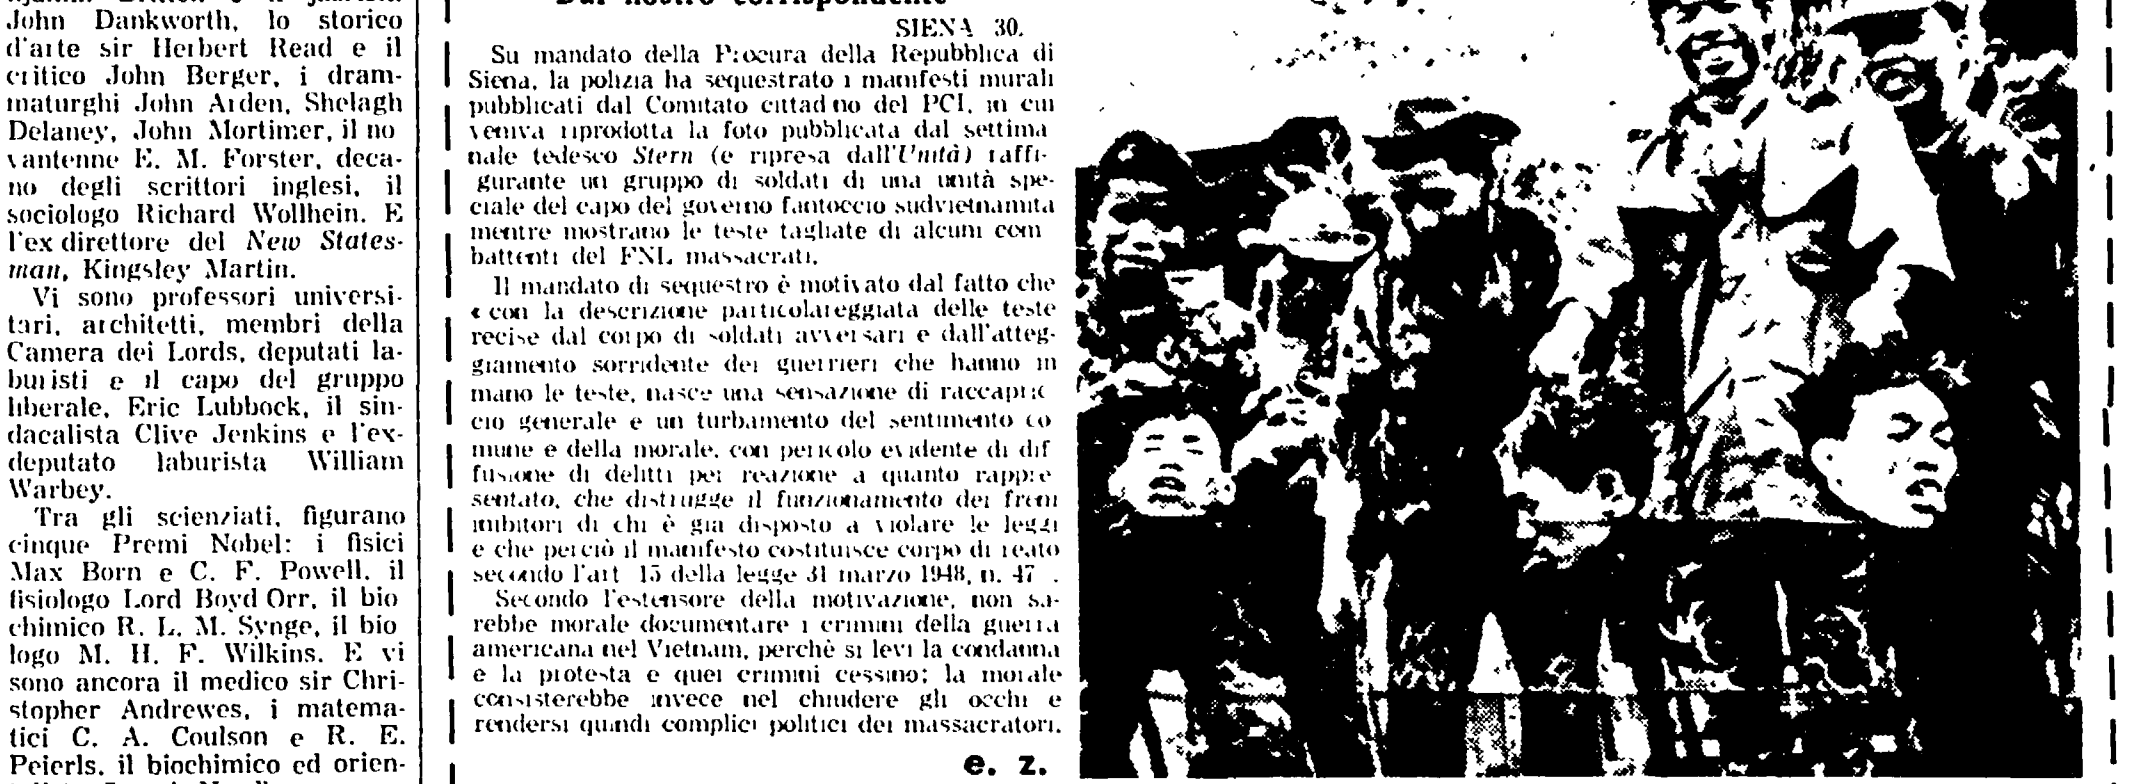 John Dankworth, lo storico
d'arte sir Herbert Read e il
critico John Berger, i dram-
maturghi John Arden, Shelagh
Delaney, John Mortimer, il no
vantenne E. M. Forster, deca-
no degli scrittori inglesi, il
sociologo Richard Wollhein. E
l'ex direttore del New States-
man, Kingsley Martin.
Vi sono professori universi-
tari, architetti, membri della
Camera dei Lords, deputati la-
buristi e il capo del gruppo
liberale, Eric Lubbock, il sin-
dacalista Clive Jenkins e l'ex-
deputato laburista William
Warbey.
Tra gli scienziati, figurano
cinque Premi Nobel: i fisici
Max Born e C. F. Powell, il
fisiologo Lord Boyd Orr, il bio
chimico R. L. M. Synge, il bio
logo M. H. F. Wilkins. E vi
sono ancora il medico sir Chri-
stopher Andrewes, i matema-
tici C. A. Coulson e R. E.
Peierls, il biochimico ed orien-
Dal nostro corrispondente
SIENA 30.
Su mandato della Procura della Repubblica di
Siena, la polizia ha sequestrato i manifesti murali
pubblicati dal Comitato cittadino del PCI, in cui
veniva riprodotta la foto pubblicata dal settima
nale tedesco Stern (e ripresa dall'Unità) raffi-
gurante un gruppo di soldati di una unità spe-
ciale del capo del governo fantoccio sudvietnamita
mentre mostrano le teste tagliate di alcuni com
battenti del FNL massacrati.
Il mandato di sequestro è motivato dal fatto che
« con la descrizione particolareggiata delle teste
recise dal corpo di soldati avversari e dall'atteg-
giamento sorridente dei guerrieri che hanno in
mano le teste, nasce una sensazione di raccapric
cio generale e un turbamento del sentimento co
mune e della morale, con pericolo evidente di dif
fusione di delitti per reazione a quanto rappre
sentato, che distrugge il funzionamento dei freni
inibitori di chi è già disposto a violare le leggi
e che perciò il manifesto costituisce corpo di reato
secondo l'art 15 della legge 31 marzo 1948, n. 47 .
Secondo l'estensore della motivazione, non sa-
rebbe morale documentare i crimini della guerra
americana nel Vietnam, perchè si levi la condanna
e la protesta e quei crimini cessino; la morale
consisterebbe invece nel chiudere gli occhi e
rendersi quindi complici politici dei massacratori.
e. z.